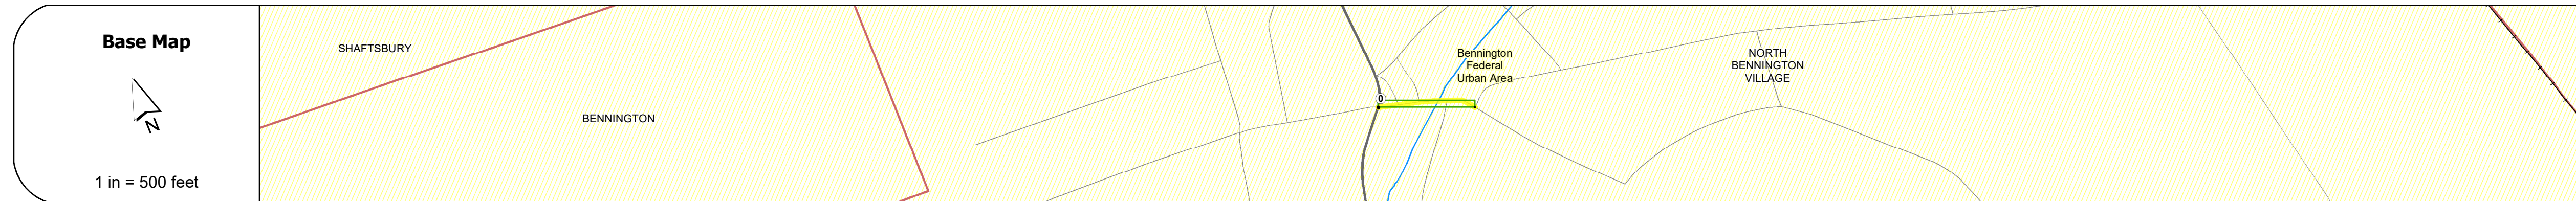 Base Map
N
1 in = 500 feet
SHAFTSBURY
BENNINGTON
0
Bennington
Federal
Urban Area
NORTH
BENNINGTON
VILLAGE